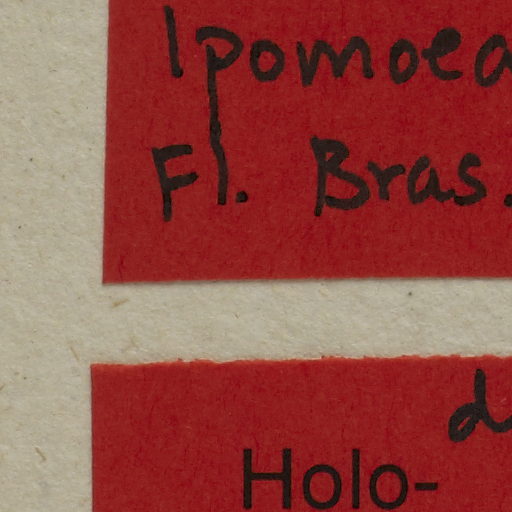 Ipomoea
Fl. Bras.
Holo-